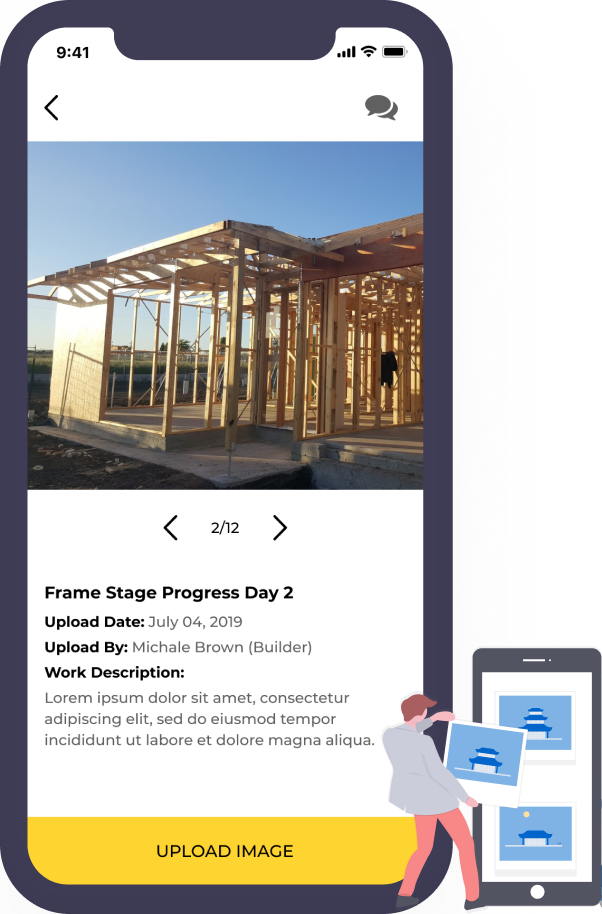 9:41
2/12
Frame Stage Progress Day 2
Upload Date: July 04, 2019
Upload By: Michale Brown (Builder)
Work Description:
Lorem ipsum dolor sit amet, consectetur
adipiscing elit, sed do eiusmod tempor
incididunt ut labore et dolore magna aliqua.
UPLOAD IMAGE